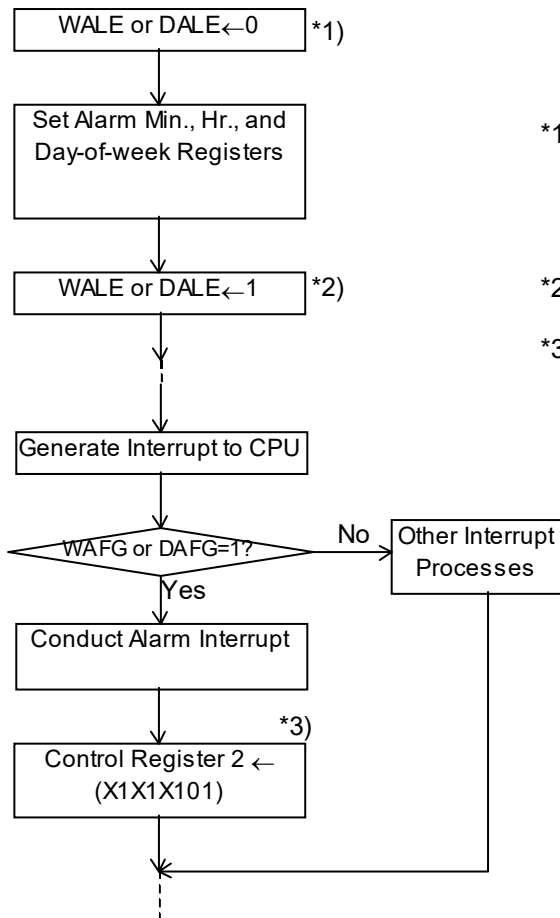 WALE or DALE←0
*1)
Set Alarm Min., Hr., and
Day-of-week Registers
*1
WALE or DALE←1
*2)
*2
*3
Generate Interrupt to CPU
WAFG or DAFG=1?
No
Other Interrupt
Processes
Yes
Conduct Alarm Interrupt
*3)
Control Register 2 ←
(X1X1X101)